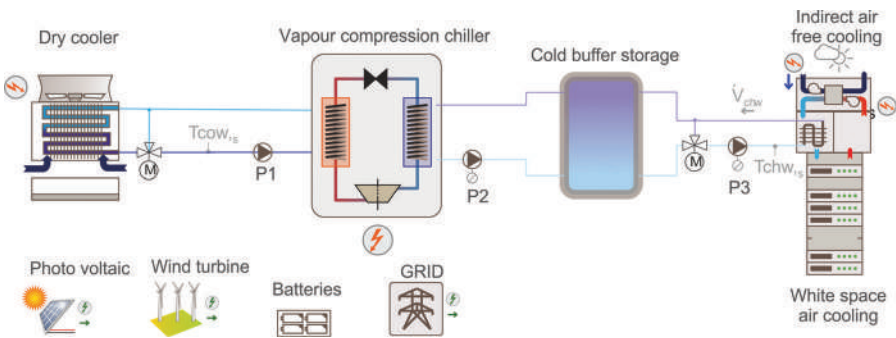 Indirect air
free cooling
Dry cooler
Vapour compression chiller
Cold buffer storage
V̇chw
Tcow,s
M
P1
P2
M
P3
Tchw,s
s
Photo voltaic
Wind turbine
Batteries
GRID
White space
air cooling